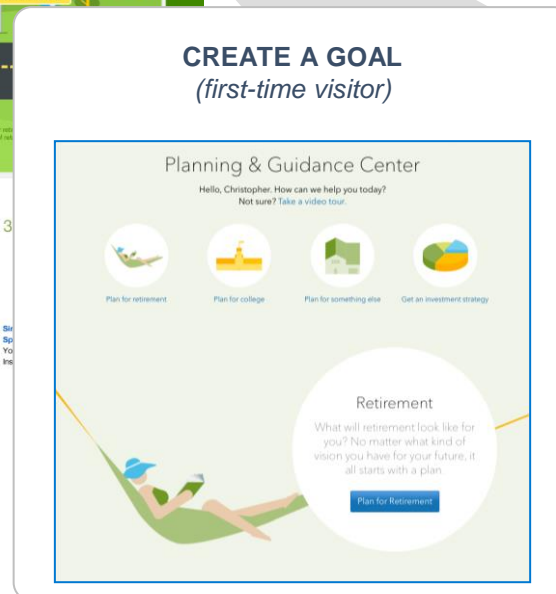 CREATE A GOAL
(first-time visitor)
Planning & Guidance Center
Hello, Christopher. How can we help you today?
Not sure? Take a video tour.
Plan for retirement
Plan for college
Plan for something else
Get an investment strategy
Retirement
What will retirement look like for
you? No matter what kind of
vision you have for your future, it
all starts with a plan
Plan for Retirement
3